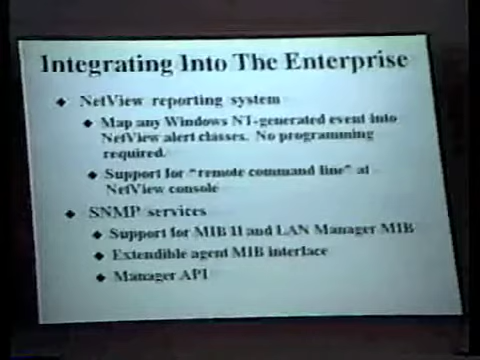 Integrating Into The Enterprise
◆ NetView reporting system
◆ Map any Windows NT-generated event into
NetView alert classes. No programming
required.
◆ Support for "remote command line" at
NetView console
◆ SNMP services
◆ Support for MIB II and LAN Manager MIB
◆ Extendible agent MIB interface
◆ Manager API